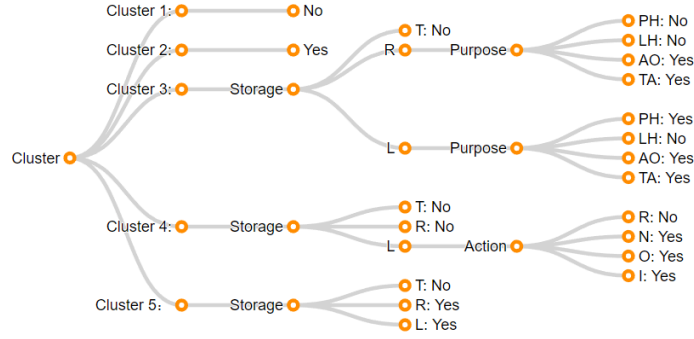 Cluster 1: No
Cluster 2: Yes
T: No
PH: No
LH: No
R Purpose
AO: Yes
TA: Yes
Cluster 3: Storage
PH: Yes
LH: No
L Purpose
AO: Yes
TA: Yes
Cluster
T: No
R: No
Cluster 4: Storage
R: No
N: Yes
L Action
O: Yes
I: Yes
T: No
Cluster 5: Storage
R: Yes
L: Yes